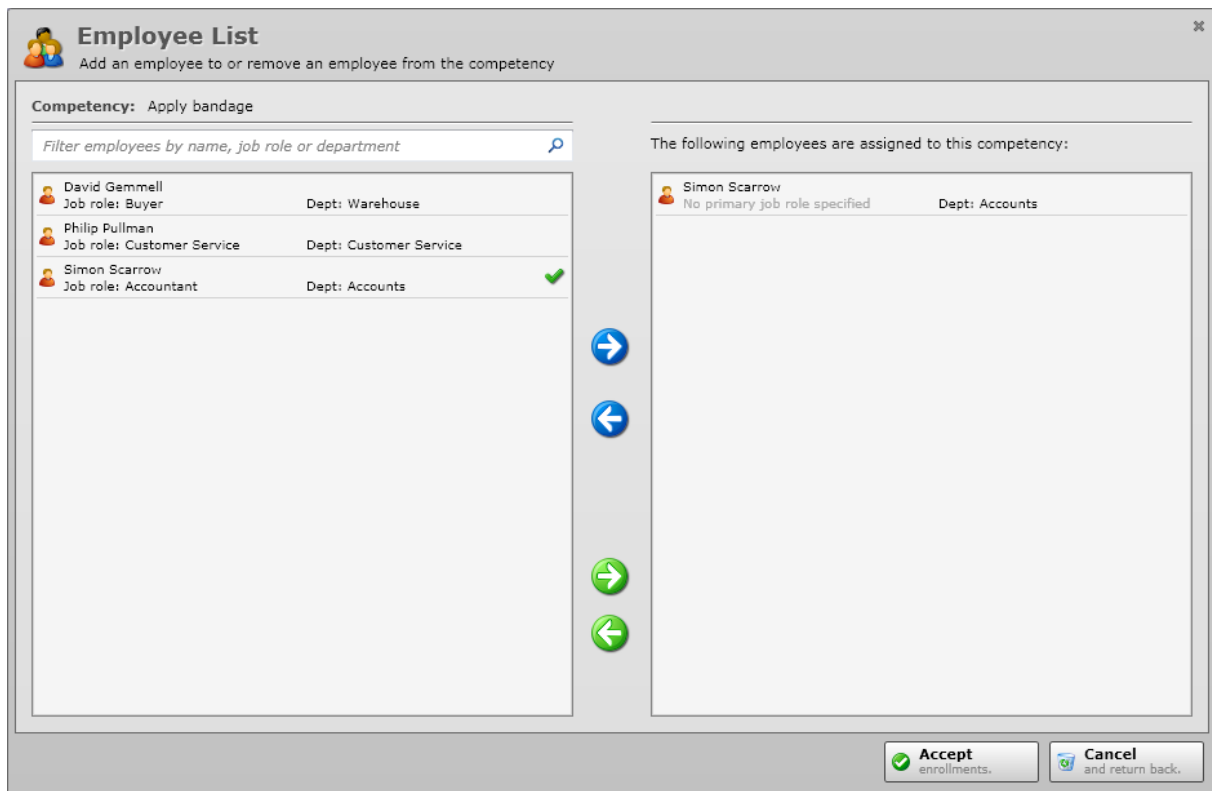 Employee List
Add an employee to or remove an employee from the competency
Competency: Apply bandage
Filter employees by name, job role or department
David Gemmell
Job role: Buyer Dept: Warehouse
Philip Pullman
Job role: Customer Service Dept: Customer Service
Simon Scarrow
Job role: Accountant Dept: Accounts
The following employees are assigned to this competency:
Simon Scarrow
No primary job role specified Dept: Accounts
Accept
enrollments.
Cancel
and return back.